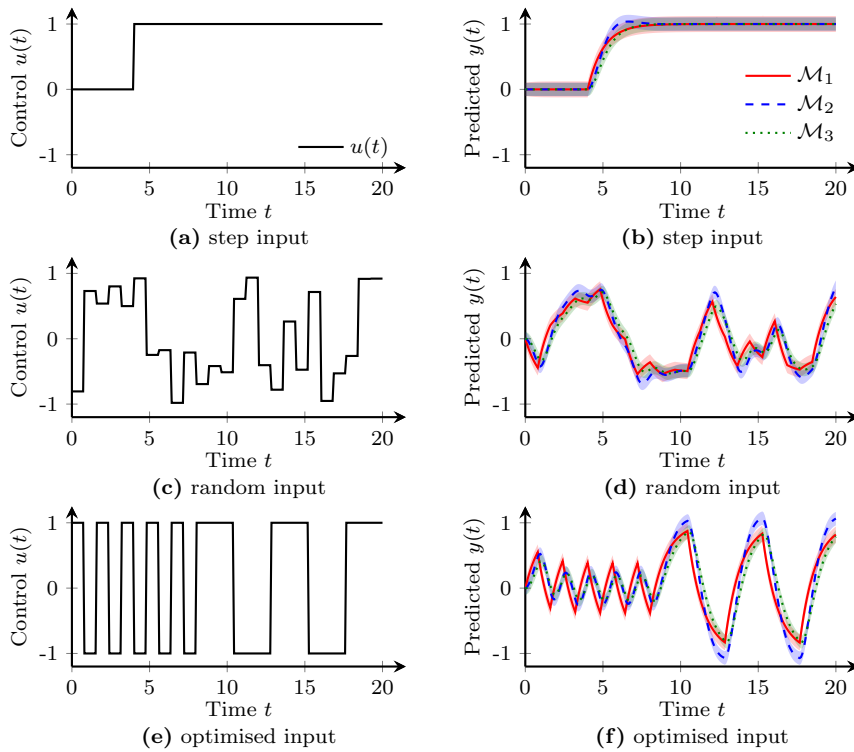 1
0
-1
Control u(t)
u(t)
0 5 10 15 20
Time t
(a) step input
1
0
-1
Predicted y(t)
ℳ₁
ℳ₂
ℳ₃
0 5 10 15 20
Time t
(b) step input
1
0
-1
Control u(t)
0 5 10 15 20
Time t
(c) random input
1
0
-1
Predicted y(t)
0 5 10 15 20
Time t
(d) random input
1
0
-1
Control u(t)
0 5 10 15 20
Time t
(e) optimised input
1
0
-1
Predicted y(t)
0 5 10 15 20
Time t
(f) optimised input